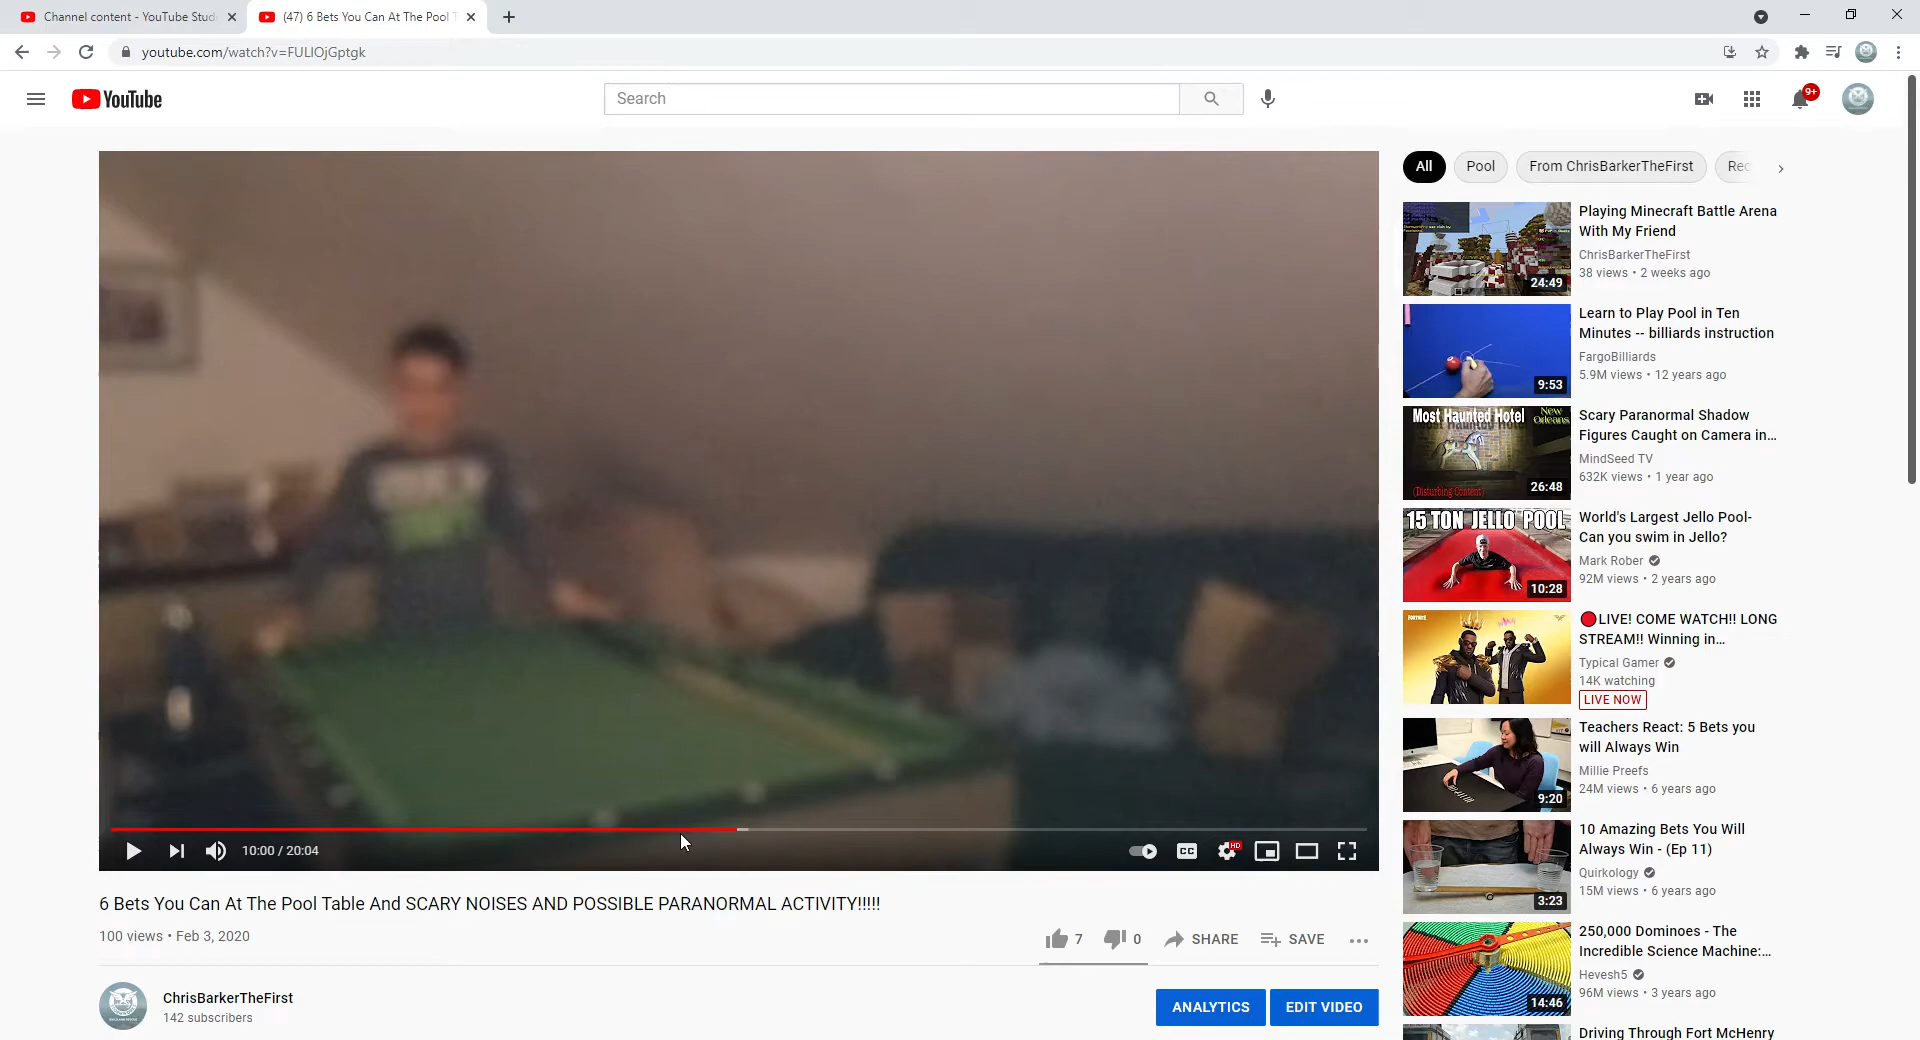 Channel content - YouTube Stud
(47) 6 Bets You Can At The Pool T
youtube.com/watch?v=FULIOjGptgk
YouTube
Search
9+
10:00 / 20:04
CC
HD
6 Bets You Can At The Pool Table And SCARY NOISES AND POSSIBLE PARANORMAL ACTIVITY!!!!!
100 views • Feb 3, 2020
7
0
SHARE
SAVE
ChrisBarkerTheFirst
142 subscribers
ANALYTICS
EDIT VIDEO
All
Pool
From ChrisBarkerTheFirst
Rec
24:49
Playing Minecraft Battle Arena
With My Friend
ChrisBarkerTheFirst
38 views • 2 weeks ago
9:53
Learn to Play Pool in Ten
Minutes -- billiards instruction
FargoBilliards
5.9M views • 12 years ago
Most Haunted Hotel
New
Orleans
(Disturbing Content)
26:48
Scary Paranormal Shadow
Figures Caught on Camera in...
MindSeed TV
632K views • 1 year ago
15 TON JELLO POOL
10:28
World's Largest Jello Pool-
Can you swim in Jello?
Mark Rober
92M views • 2 years ago
FORTNITE
LIVE! COME WATCH!! LONG
STREAM!! Winning in...
Typical Gamer
14K watching
LIVE NOW
9:20
Teachers React: 5 Bets you
will Always Win
Millie Preefs
24M views • 6 years ago
3:23
10 Amazing Bets You Will
Always Win - (Ep 11)
Quirkology
15M views • 6 years ago
14:46
250,000 Dominoes - The
Incredible Science Machine:...
Hevesh5
96M views • 3 years ago
Driving Through Fort McHenry